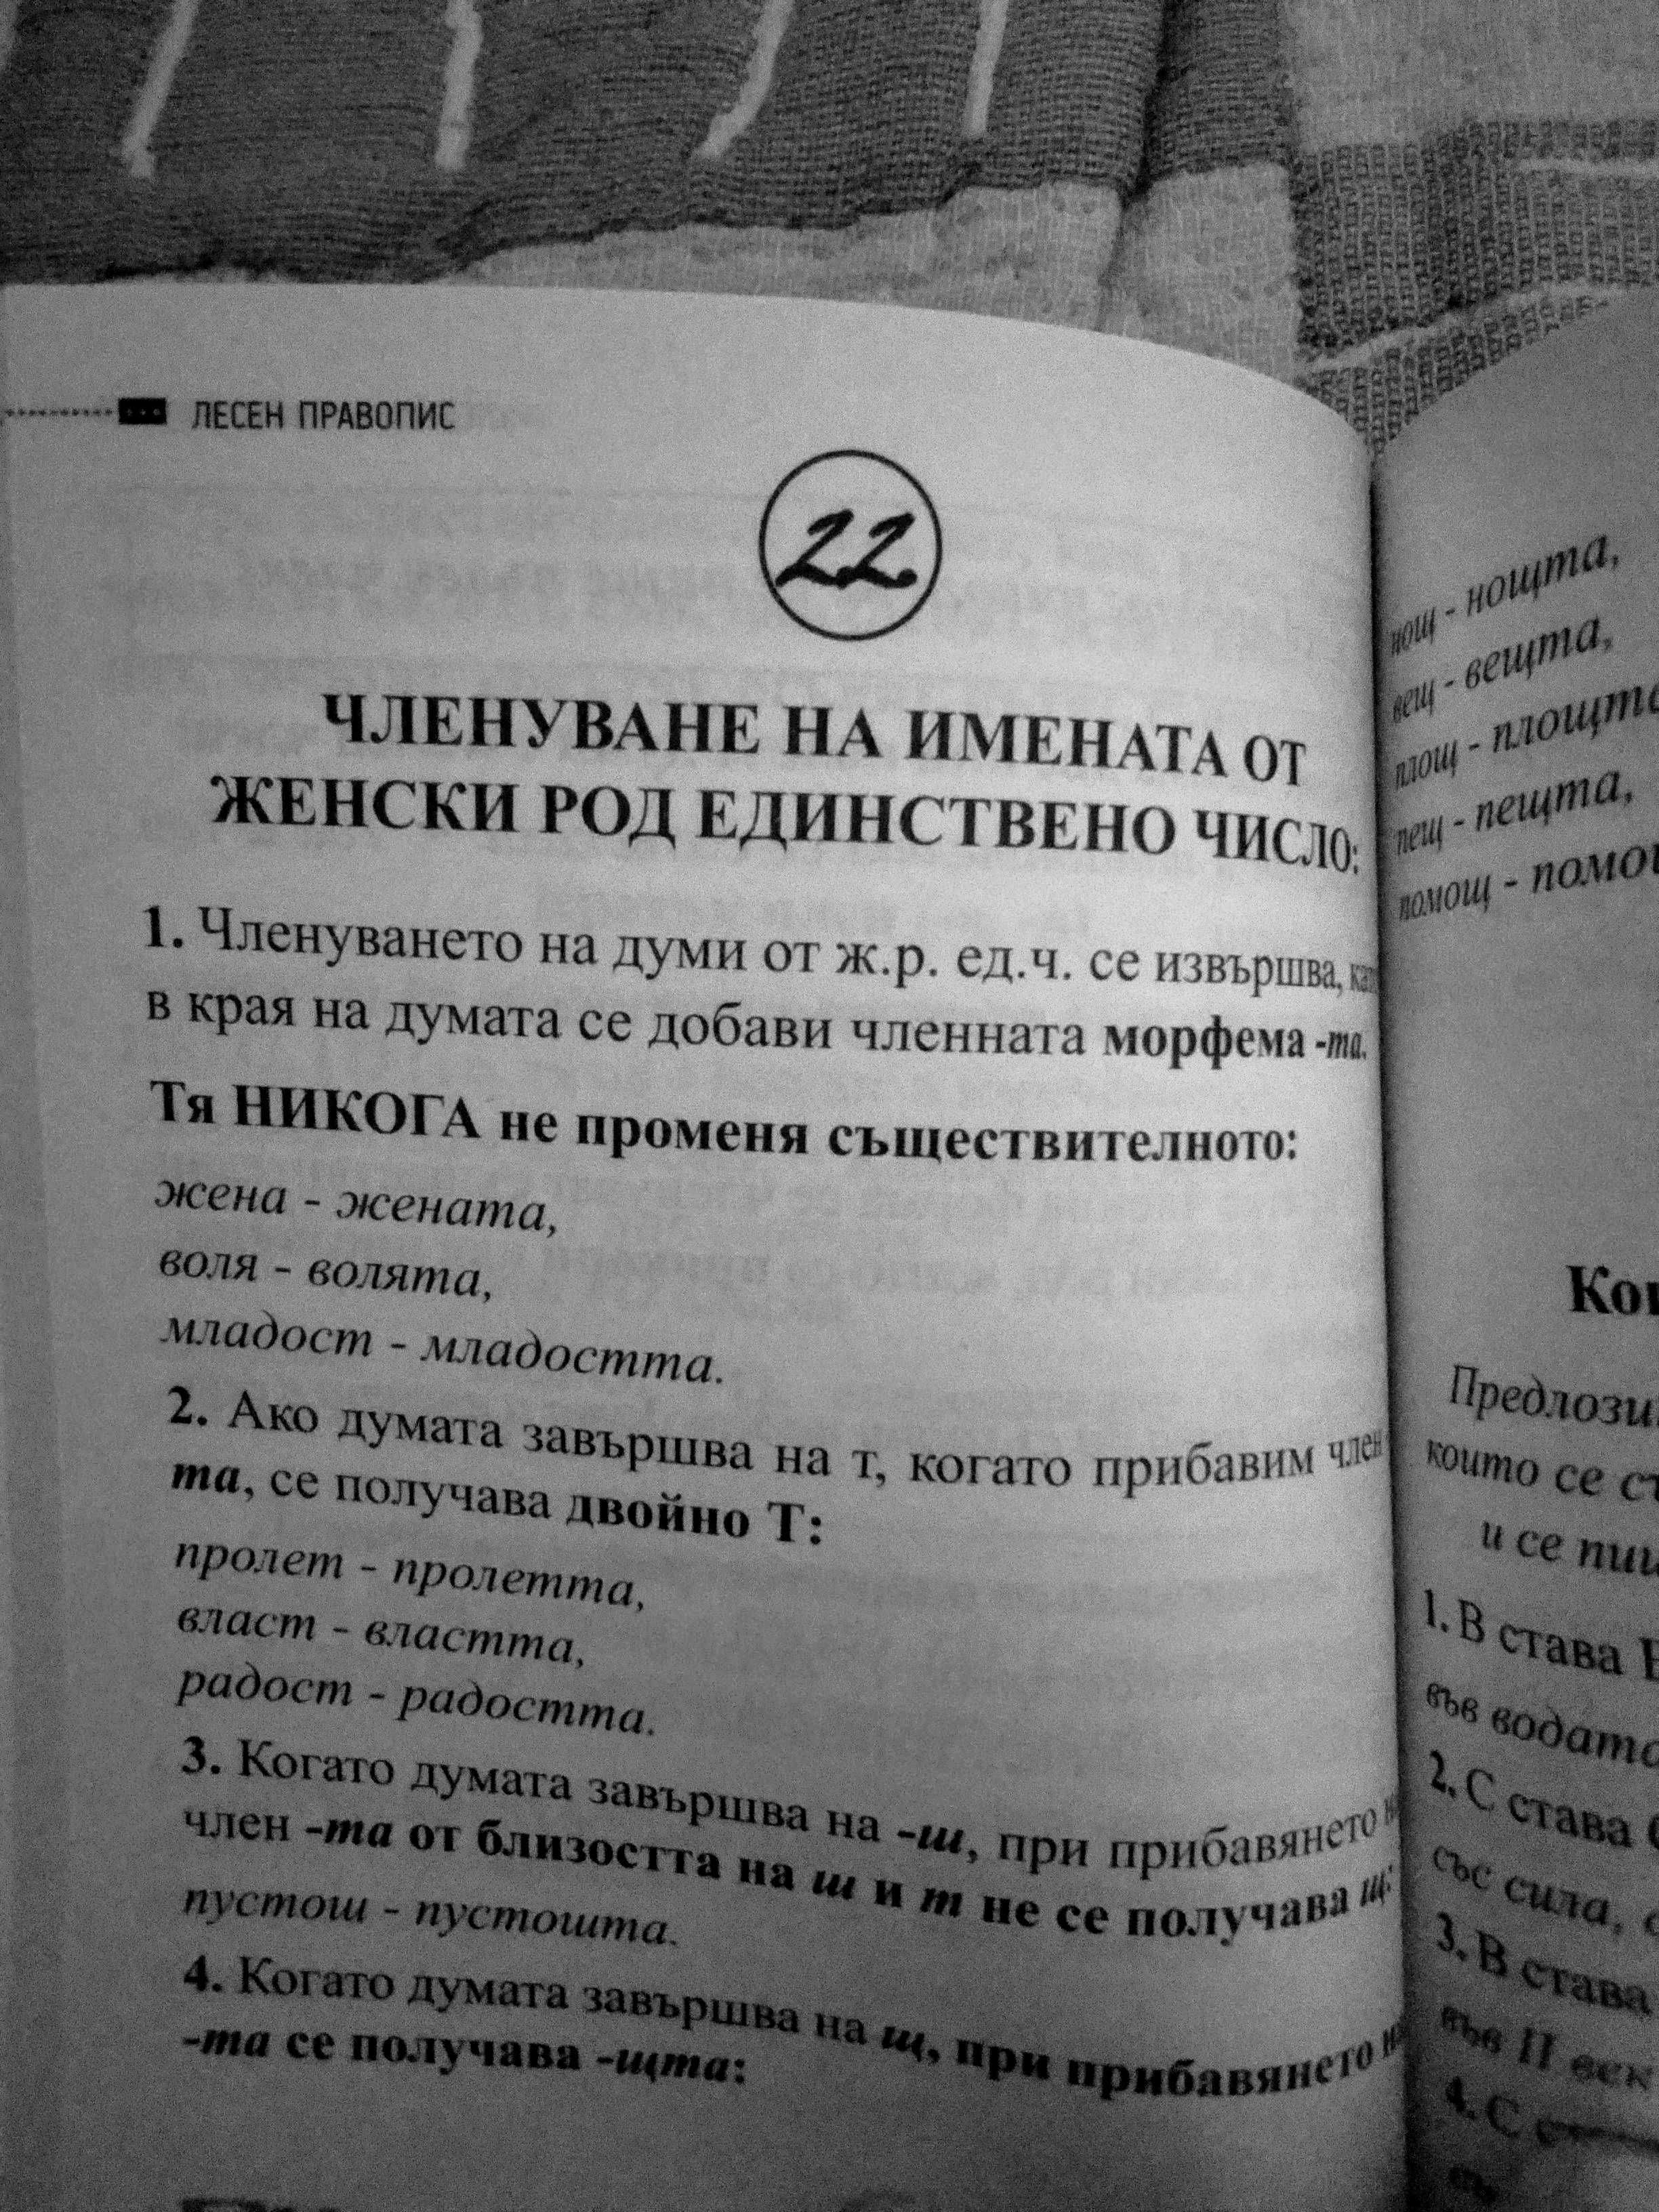 ЛЕСЕН ПРАВОПИС
22
ЧЛЕНУВАНЕ НА ИМЕНАТА ОТ
ЖЕНСКИ РОД ЕДИНСТВЕНО ЧИСЛО:
1. Членуването на думи от ж.р. ед.ч. се извършва,
в края на думата се добави членната морфема -та.
Тя НИКОГА не променя съществителното:
жена - жената,
воля - волята,
младост - младостта.
2. Ако думата завършва на т, когато прибавим член
та, се получава двойно Т:
пролет - пролетта,
власт - властта,
радост - радостта.
3. Когато думата завършва на -ш, при прибавянето
член -та от близостта на ш и т не се получава щ:
пустош - пустошта.
4. Когато думата завършва на щ, при прибавянето
-та се получава -щта:
нощ - нощта,
вещ - вещта,
площ -
пещ - пещта,
помощ -
които се
и се
1. В става
във
2. С става
със сила,
3. В става
във II век
4. С